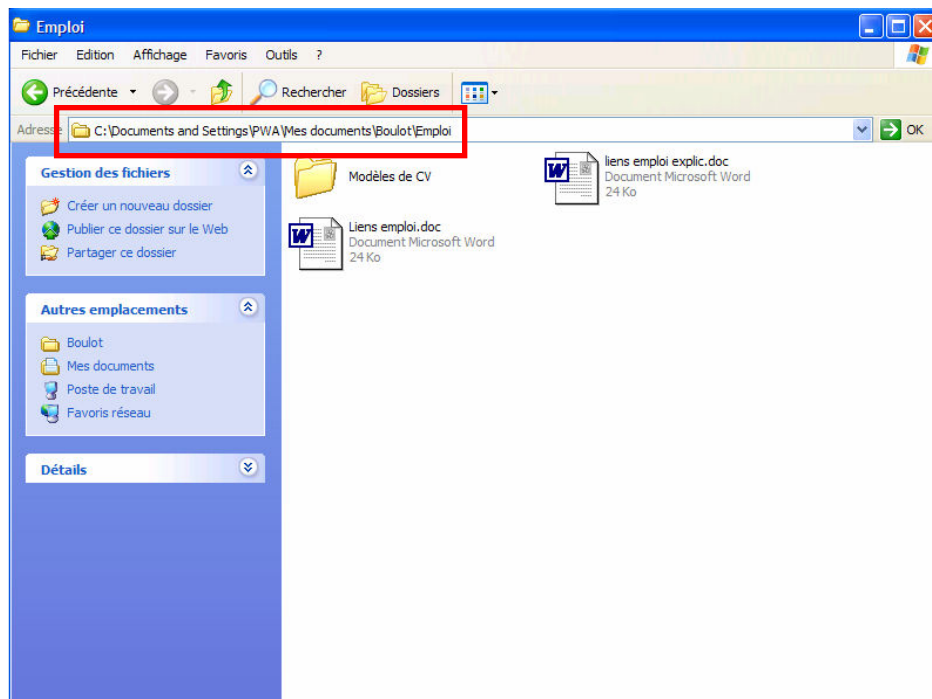 Emploi
Fichier Edition Affichage Favoris Outils ?
Précédente Rechercher Dossiers
Adresse C:\Documents and Settings\PWA\Mes documents\Boulot\Emploi OK
Gestion des fichiers
Créer un nouveau dossier
Publier ce dossier sur le Web
Partager ce dossier
Autres emplacements
Boulot
Mes documents
Poste de travail
Favoris réseau
Détails
Modèles de CV
liens emploi explic.doc
Document Microsoft Word
24 Ko
Liens emploi.doc
Document Microsoft Word
24 Ko